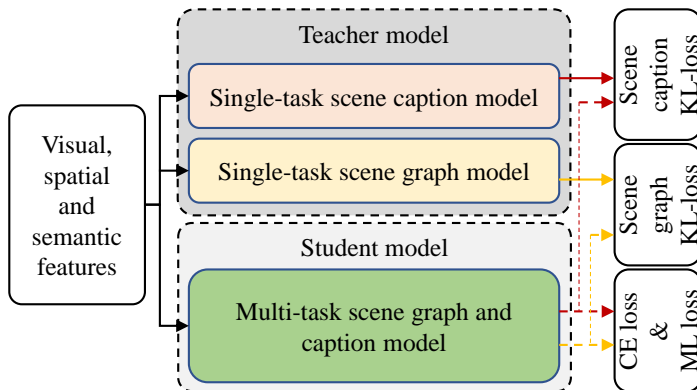 Visual,
spatial
and
semantic
features
Teacher model
Single-task scene caption model
Single-task scene graph model
Student model
Multi-task scene graph and
caption model
Scene
caption
KL-loss
Scene
graph
KL-loss
CE loss
&
ML loss